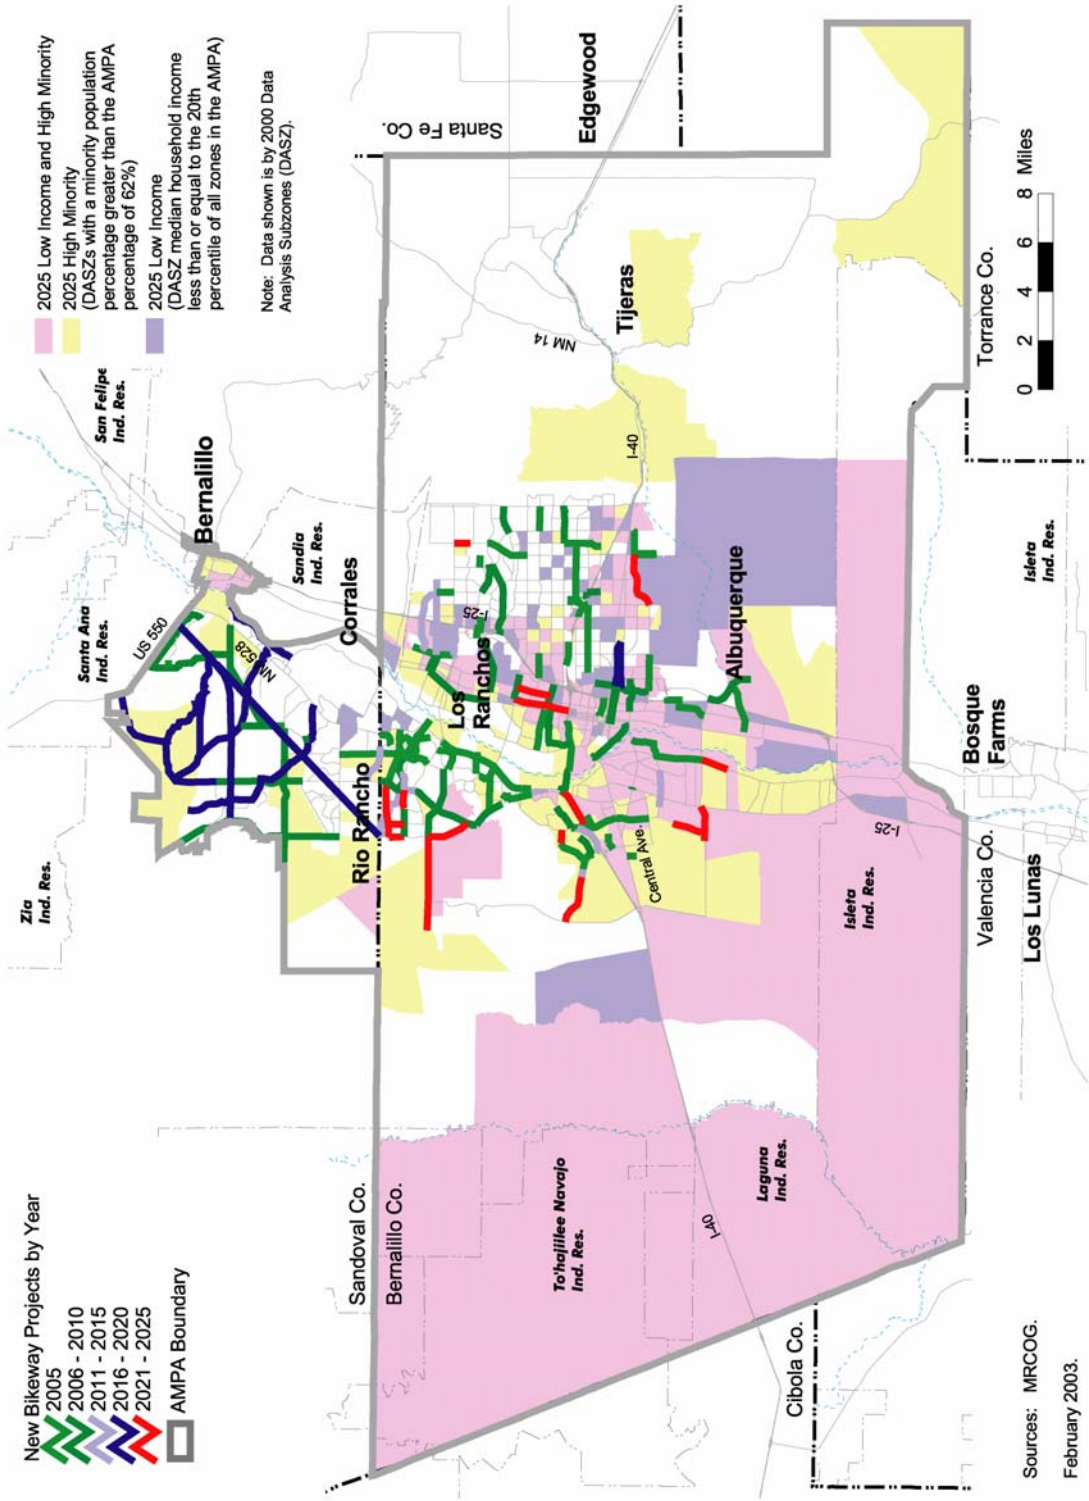 New Bikeway Projects by Year
2005
2006 - 2010
2011 - 2015
2016 - 2020
2021 - 2025
AMPA Boundary
2025 Low Income and High Minority
2025 High Minority
(DASZs with a minority population
percentage greater than the AMPA
percentage of 62%)
2025 Low Income
(DASZ median household income
less than or equal to the 20th
percentile of all zones in the AMPA)
Note: Data shown is by 2000 Data
Analysis Subzones (DASZ).
Zia
Ind. Res.
Santa Ana
Ind. Res.
San Felipe
Ind. Res.
US 550
Bernalillo
NM 528
Sandia
Ind. Res.
Corrales
Rio Rancho
Sandoval Co.
Bernalillo Co.
Santa Fe Co.
Los
Ranchos
I-25
Edgewood
NM 14
Tijeras
I-40
To'hajiilee Navajo
Ind. Res.
Central Ave.
Albuquerque
I-40
Laguna
Ind. Res.
Isleta
Ind. Res.
I-25
Cibola Co.
Valencia Co.
Bosque
Farms
Torrance Co.
Los Lunas
Isleta
Ind. Res.
0 2 4 6 8 Miles
Sources: MRCOG.
February 2003.